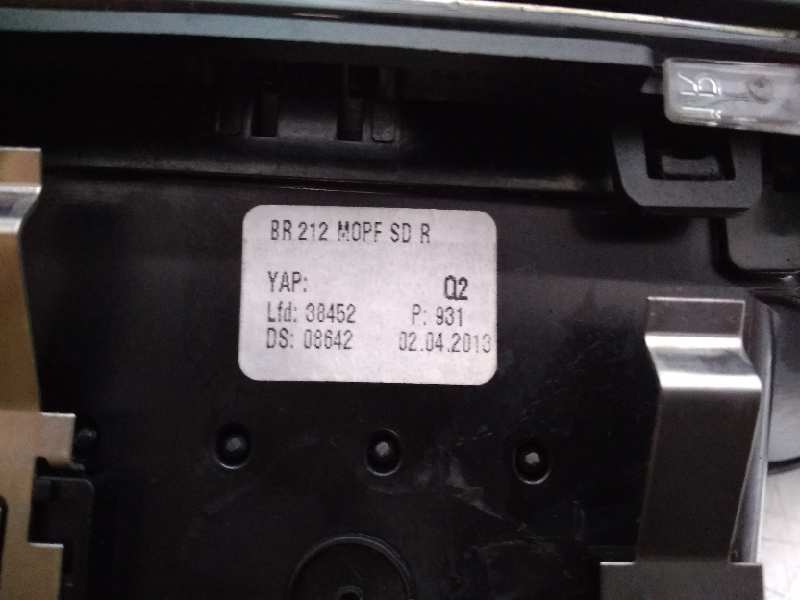 BR 212 MOPF SD R
YAP: Q2
Lfd: 38452 P: 931
DS: 08642 02.04.2013